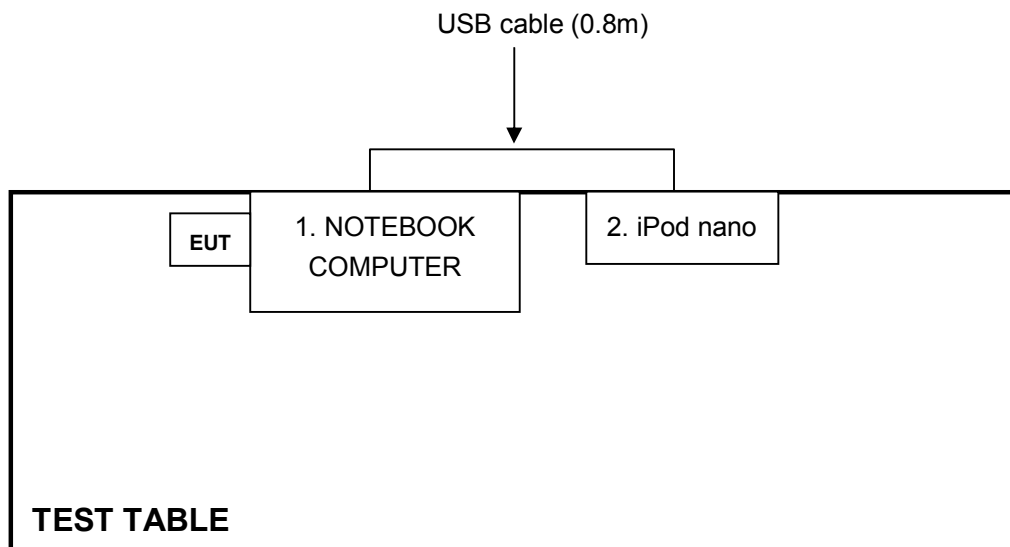 USB cable (0.8m)
EUT
1. NOTEBOOK
COMPUTER
2. iPod nano
TEST TABLE